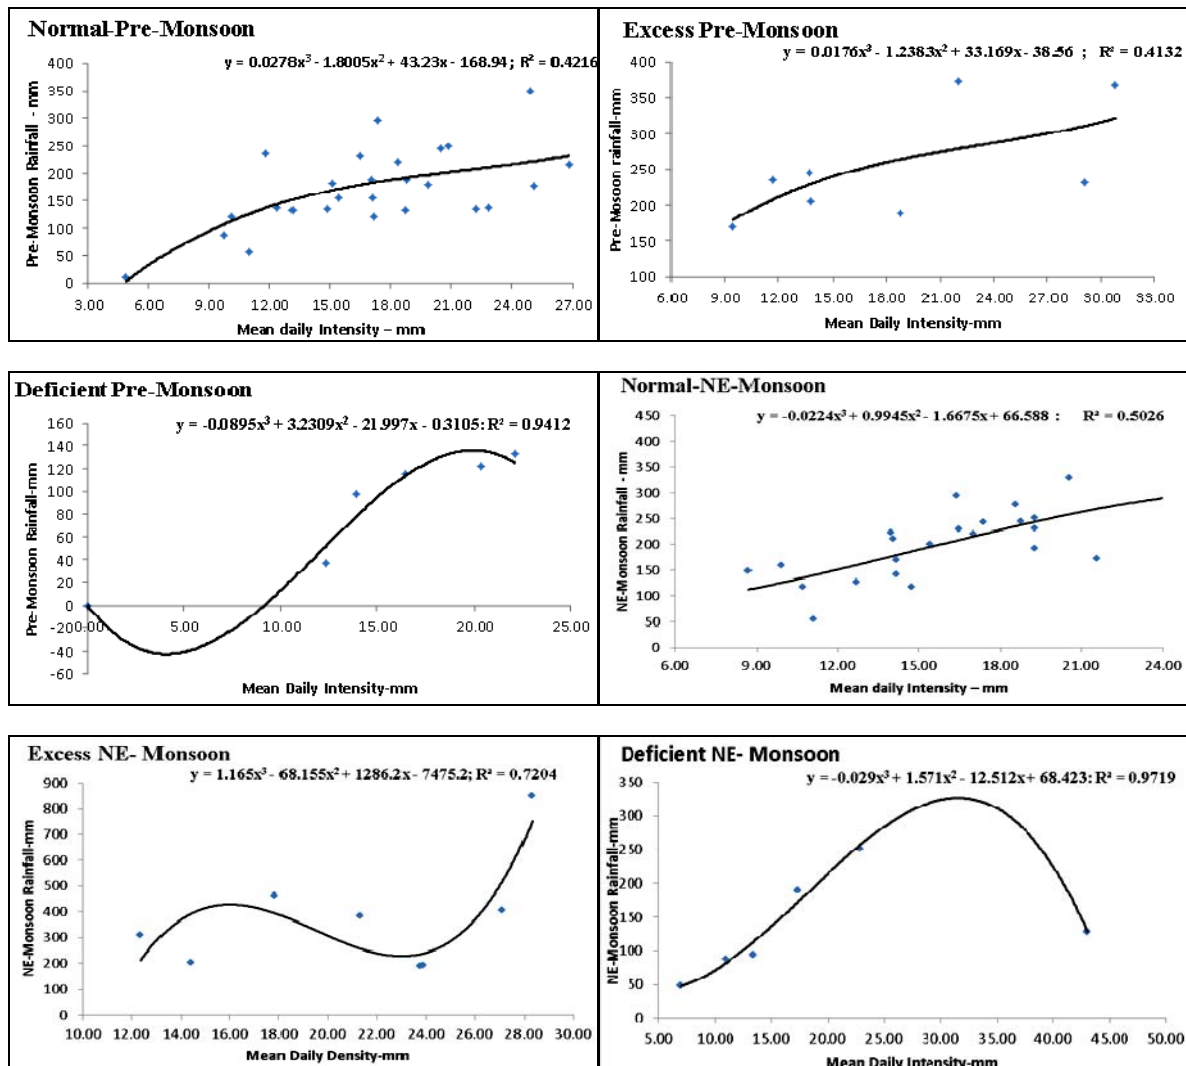 Normal-Pre-Monsoon
y = 0.0278x³ - 1.8005x² + 43.23x - 168.94 ; R² = 0.4216
Pre-Monsoon Rainfall - mm
400
350
300
250
200
150
100
50
0
3.00 6.00 9.00 12.00 15.00 18.00 21.00 24.00 27.00
Mean daily Intensity – mm
Excess Pre-Monsoon
y = 0.0176x³ - 1.2383x² + 33.169x - 38.56 ; R² = 0.4132
Pre-Mosoon rainfall-mm
400
350
300
250
200
150
100
6.00 9.00 12.00 15.00 18.00 21.00 24.00 27.00 30.00 33.00
Mean Daily Intensity-mm
Deficient Pre-Monsoon
y = -0.0895x³ + 3.2309x² - 21.997x - 0.3105: R² = 0.9412
Pre-Monsoon Rainfall-mm
160
140
120
100
80
60
40
20
0
-20
-40
-60
0.00 5.00 10.00 15.00 20.00 25.00
Mean Daily Intensity-mm
Normal-NE-Monsoon
y = -0.0224x³ + 0.9945x² - 1.6675x + 66.588 : R² = 0.5026
NE-Monsoon Rainfall - mm
450
400
350
300
250
200
150
100
50
0
6.00 9.00 12.00 15.00 18.00 21.00 24.00
Mean daily Intensity – mm
Excess NE- Monsoon
y = 1.165x³ - 68.155x² + 1286.2x - 7475.2; R² = 0.7204
NE-Monsoon Rainfall-mm
900
800
700
600
500
400
300
200
100
0
10.00 12.00 14.00 16.00 18.00 20.00 22.00 24.00 26.00 28.00 30.00
Mean Daily Density-mm
Deficient NE- Monsoon
y = -0.029x³ + 1.571x² - 12.512x + 68.423: R² = 0.9719
NE-Monsoon Rainfall-mm
350
300
250
200
150
100
50
0
5.00 10.00 15.00 20.00 25.00 30.00 35.00 40.00 45.00 50.00
Mean Daily Intensity-mm